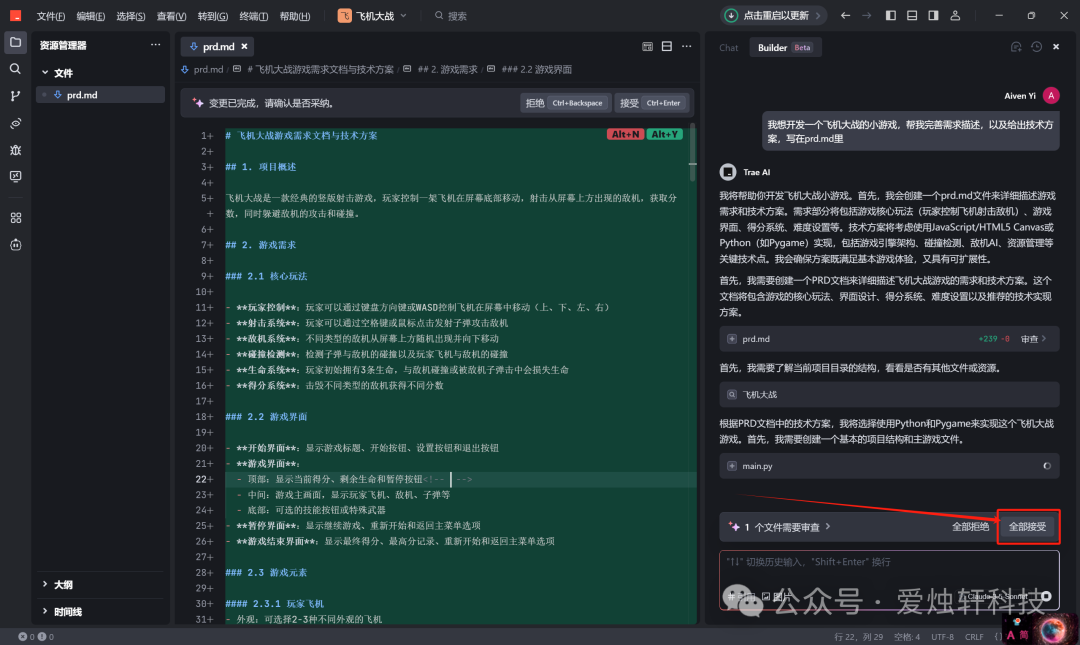 文件(F) 编辑(E) 选择(S) 查看(V) 转到(G) 终端(T) 帮助(H) 飞 飞机大战 搜索 点击重启以更新
资源管理器 ···
文件
prd.md
大纲
时间线
prd.md ×
prd.md / # 飞机大战游戏需求文档与技术方案 / ## 2. 游戏需求 / ### 2.2 游戏界面
变更已完成，请确认是否采纳。 拒绝 Ctrl+Backspace 接受 Ctrl+Enter
Alt+N Alt+Y
1+ # 飞机大战游戏需求文档与技术方案
2+
3+ ## 1. 项目概述
4+
5+ 飞机大战是一款经典的竖版射击游戏，玩家控制一架飞机在屏幕底部移动，射击从屏幕上方出现的敌机，获取分
+ 数，同时躲避敌机的攻击和碰撞。
6+
7+ ## 2. 游戏需求
8+
9+ ### 2.1 核心玩法
10+
11+ - **玩家控制**: 玩家可以通过键盘方向键或WASD控制飞机在屏幕中移动（上、下、左、右）
12+ - **射击系统**: 玩家可以通过空格键或鼠标点击发射子弹攻击敌机
13+ - **敌机系统**: 不同类型的敌机从屏幕上方随机出现并向下移动
14+ - **碰撞检测**: 检测子弹与敌机的碰撞以及玩家飞机与敌机的碰撞
15+ - **生命系统**: 玩家初始拥有3条生命，与敌机碰撞或被敌机子弹击中会损失生命
16+ - **得分系统**: 击毁不同类型的敌机获得不同分数
17+
18+ ### 2.2 游戏界面
19+
20+ - **开始界面**: 显示游戏标题、开始按钮、设置按钮和退出按钮
21+ - **游戏界面**:
22+ - 顶部: 显示当前得分、剩余生命和暂停按钮<!-- -->
23+ - 中间: 游戏主画面，显示玩家飞机、敌机、子弹等
24+ - 底部: 可选的技能按钮或特殊武器
25+ - **暂停界面**: 显示继续游戏、重新开始和返回主菜单选项
26+ - **游戏结束界面**: 显示最终得分、最高分记录、重新开始和返回主菜单选项
27+
28+ ### 2.3 游戏元素
29+
30+ #### 2.3.1 玩家飞机
31+ - 外观: 可选择2-3种不同外观的飞机
Chat Builder Beta
Aiven Yi A
我想开发一个飞机大战的小游戏，帮我完善需求描述，以及给出技术方
案，写在prd.md里
Trae AI
我将帮助你开发飞机大战小游戏。首先，我会创建一个prd.md文件来详细描述游戏
需求和技术方案。需求部分将包括游戏核心玩法（玩家控制飞机射击敌机）、游戏
界面、得分系统、难度设置等。技术方案将考虑使用JavaScript/HTML5 Canvas或
Python（如Pygame）实现，包括游戏引擎架构、碰撞检测、敌机AI、资源管理等
关键技术点。我会确保方案既满足基本游戏体验，又具有可扩展性。
首先，我需要创建一个PRD文档来详细描述飞机大战游戏的需求和技术方案。这个
文档将包含游戏的核心玩法、界面设计、得分系统、难度设置以及推荐的技术实现
方案。
prd.md +239 -8 审查
首先，我需要了解当前项目目录的结构，看看是否有其他文件或资源。
飞机大战
根据PRD文档中的技术方案，我将选择使用Python和Pygame来实现这个飞机大战
游戏。首先，我需要创建一个基本的项目结构和主游戏文件。
main.py
1 个文件需要审查 全部拒绝 全部接受
"↑↓" 切换历史输入，"Shift+Enter" 换行
图片
公众号 · 爱烛轩科技
0 0 行 22，列 29 空格: 4 UTF-8 CRLF
A 简